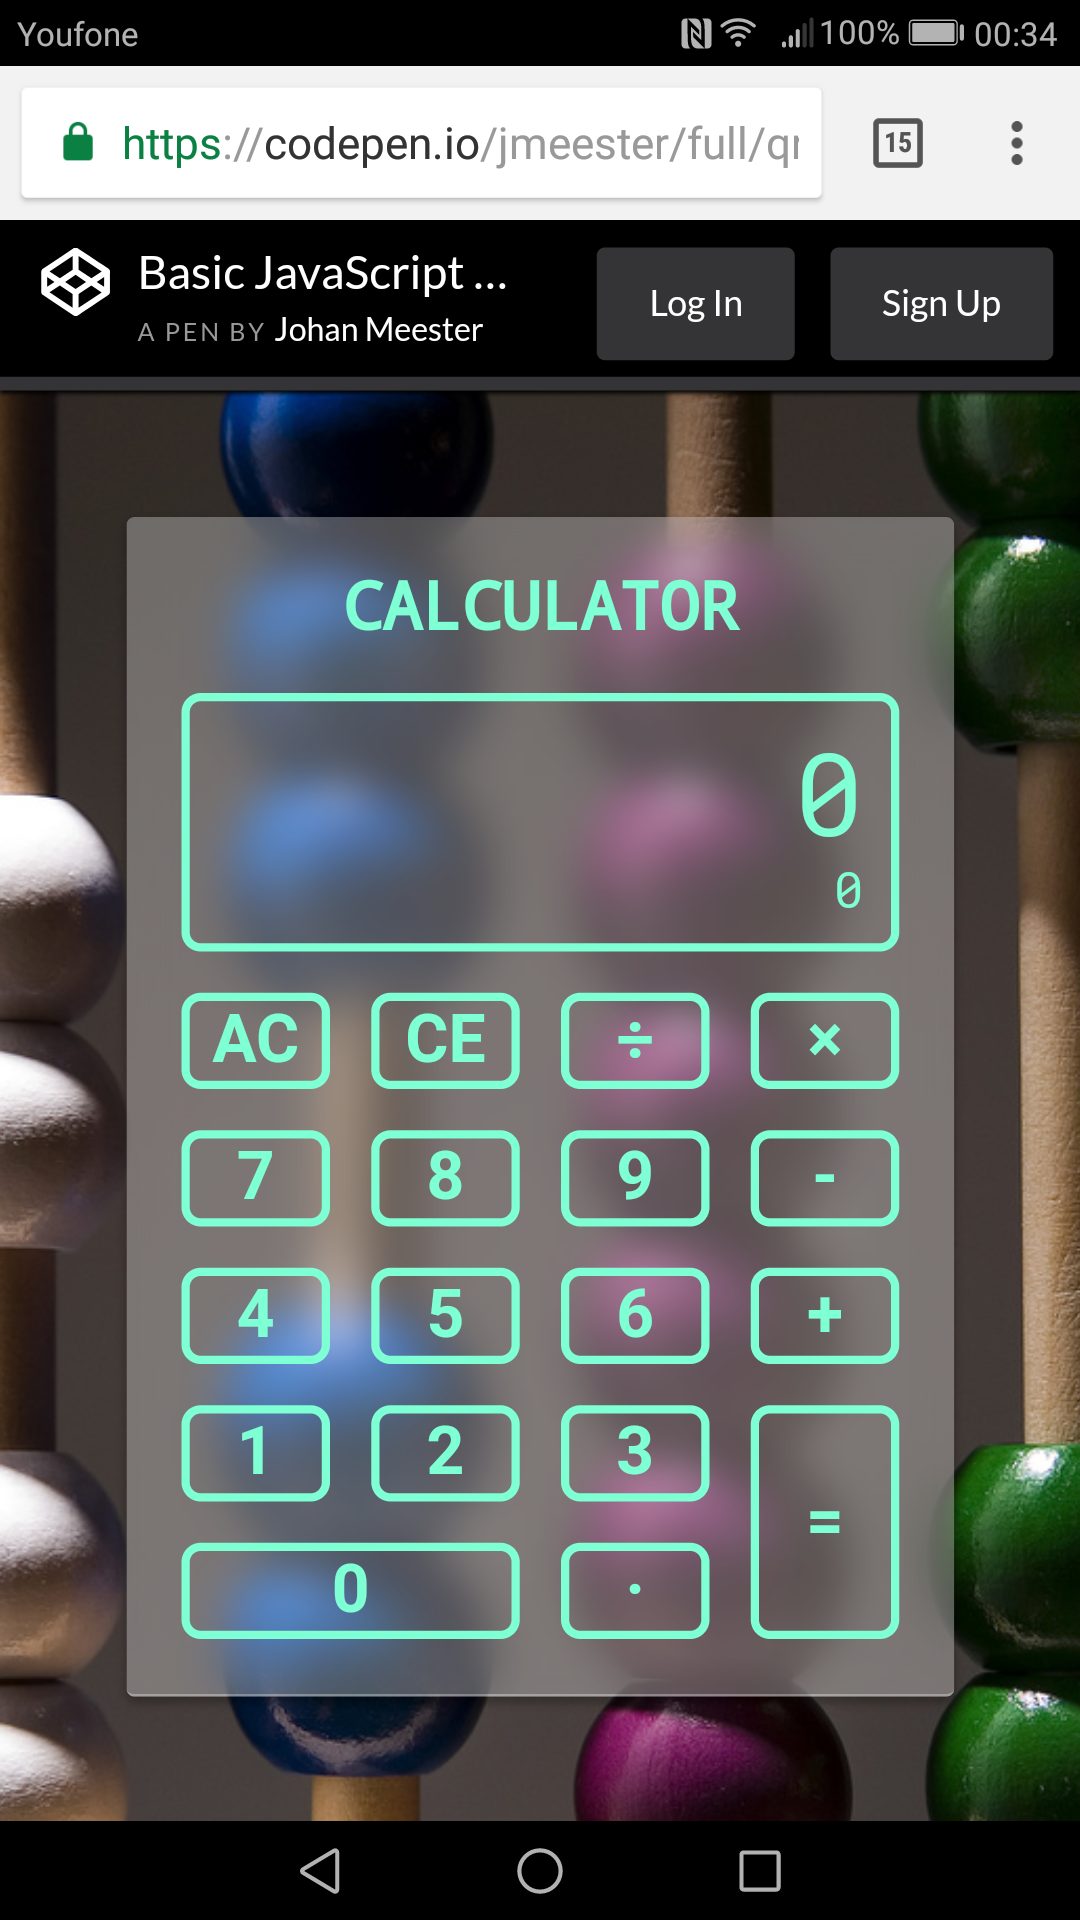 Youfone 100% 00:34
https://codepen.io/jmeester/full/qr 15
Basic JavaScript ...
A PEN BY Johan Meester
Log In Sign Up
CALCULATOR
0
0
AC CE ÷ ×
7 8 9 -
4 5 6 +
1 2 3
=
0 ·